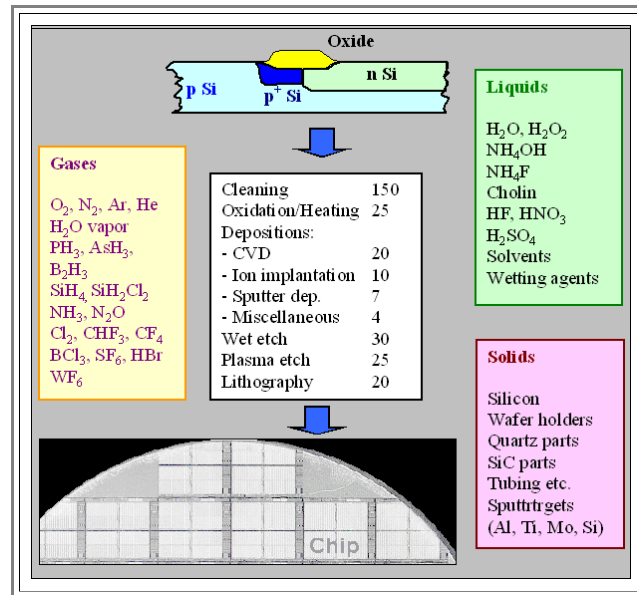 Oxide
p Si
p⁺ Si
n Si
Gases
O₂, N₂, Ar, He
H₂O vapor
PH₃, AsH₃,
B₂H₃
SiH₄, SiH₂Cl₂
NH₃, N₂O
Cl₂, CHF₃, CF₄
BCl₃, SF₆, HBr
WF₆
Cleaning 150
Oxidation/Heating 25
Depositions:
- CVD 20
- Ion implantation 10
- Sputter dep. 7
- Miscellaneous 4
Wet etch 30
Plasma etch 25
Lithography 20
Liquids
H₂O, H₂O₂
NH₄OH
NH₄F
Cholin
HF, HNO₃
H₂SO₄
Solvents
Wetting agents
Solids
Silicon
Wafer holders
Quartz parts
SiC parts
Tubing etc.
Sputtrtrgets
(Al, Ti, Mo, Si)
Chip